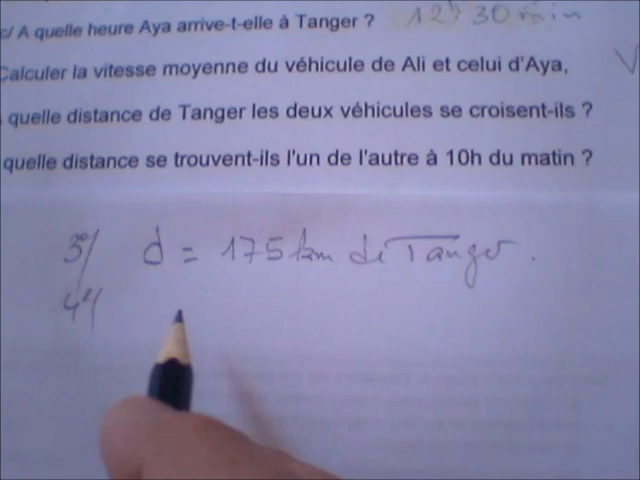 c/ A quelle heure Aya arrive-t-elle à Tanger ? 12h 30 min
Calculer la vitesse moyenne du véhicule de Ali et celui d'Aya, V
quelle distance de Tanger les deux véhicules se croisent-ils ?
quelle distance se trouvent-ils l'un de l'autre à 10h du matin ?
3°/ d = 175 km de Tanger .
4°/